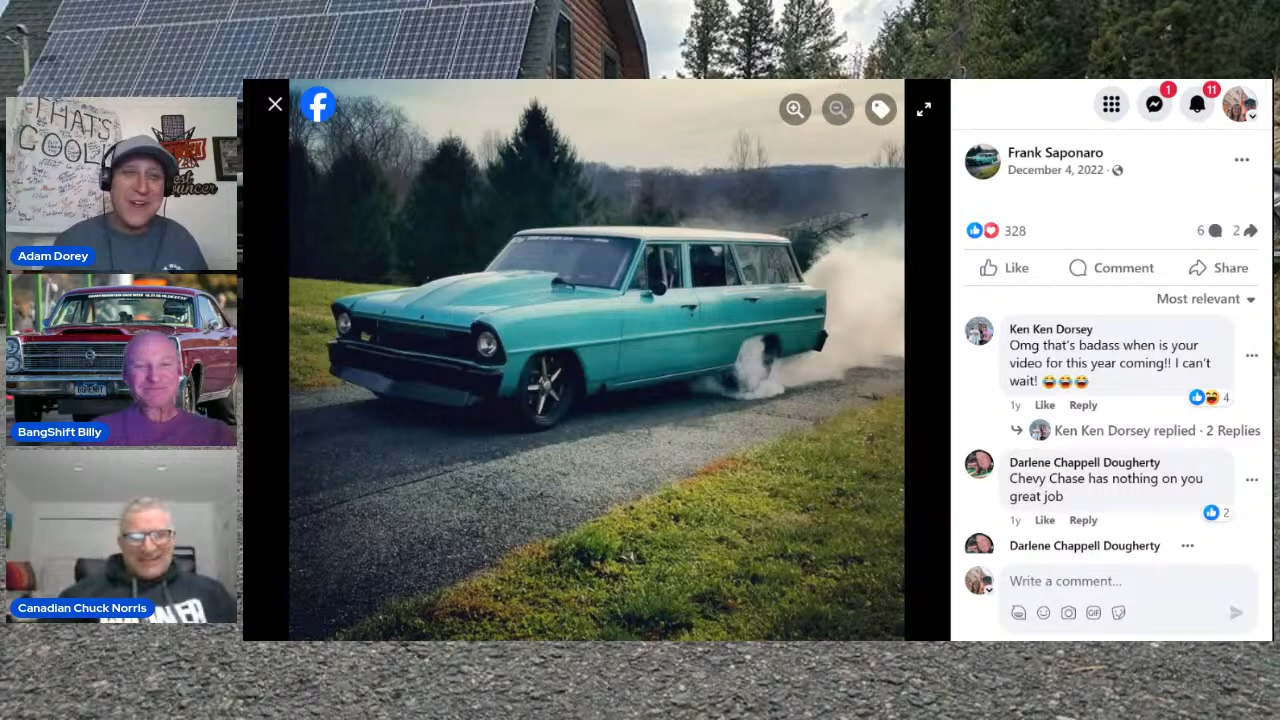 THAT'S
COOL!
Adam Dorey
BangShift Billy
Canadian Chuck Norris
Frank Saponaro
December 4, 2022 ·
328
6
2
Like
Comment
Share
Most relevant
Ken Ken Dorsey
Omg that's badass when is your
video for this year coming!! I can't
wait! 😂😂😂
1y Like Reply
4
Ken Ken Dorsey replied · 2 Replies
Darlene Chappell Dougherty
Chevy Chase has nothing on you
great job
1y Like Reply
2
Darlene Chappell Dougherty
Write a comment...
GIF
1
11